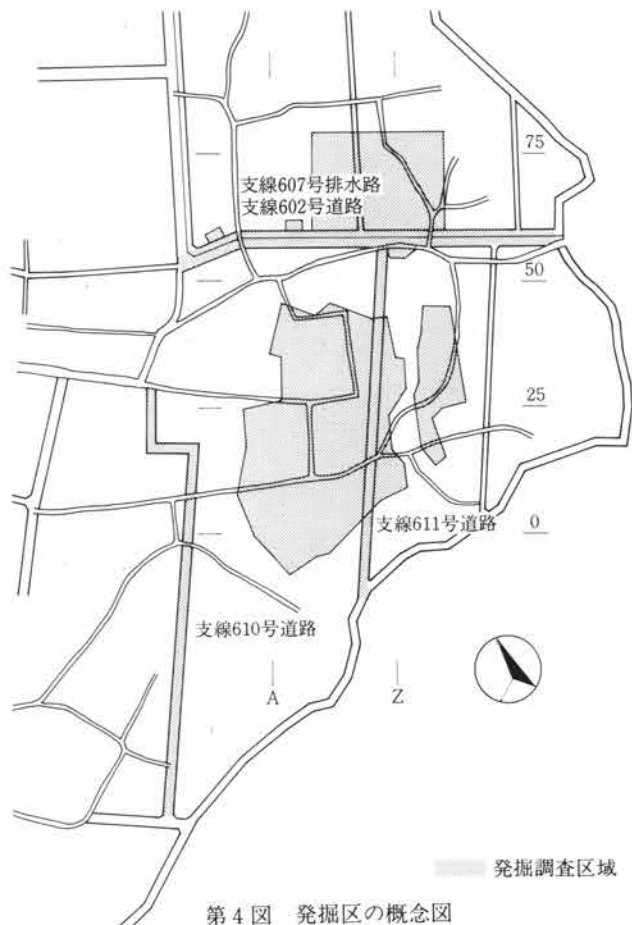 75
支線607号排水路
支線602号道路
50
25
支線611号道路
0
支線610号道路
A
Z
発掘調査区域
第4図 発掘区の概念図